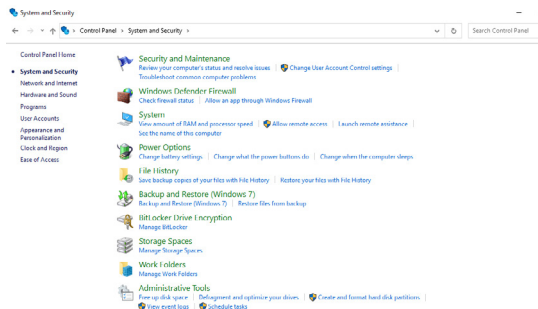 System and Security
Control Panel > System and Security >
Search Control Panel
Control Panel Home
System and Security
Network and Internet
Hardware and Sound
Programs
User Accounts
Appearance and
Personalization
Clock and Region
Ease of Access
Security and Maintenance
Review your computer's status and resolve issues | Change User Account Control settings |
Troubleshoot common computer problems
Windows Defender Firewall
Check firewall status | Allow an app through Windows Firewall
System
View amount of RAM and processor speed | Allow remote access | Launch remote assistance |
See the name of this computer
Power Options
Change battery settings | Change what the power buttons do | Change when the computer sleeps
File History
Save backup copies of your files with File History | Restore your files with File History
Backup and Restore (Windows 7)
Backup and Restore (Windows 7) | Restore files from backup
BitLocker Drive Encryption
Manage BitLocker
Storage Spaces
Manage Storage Spaces
Work Folders
Manage Work Folders
Administrative Tools
Free up disk space | Defragment and optimize your drives | Create and format hard disk partitions |
View event logs | Schedule tasks